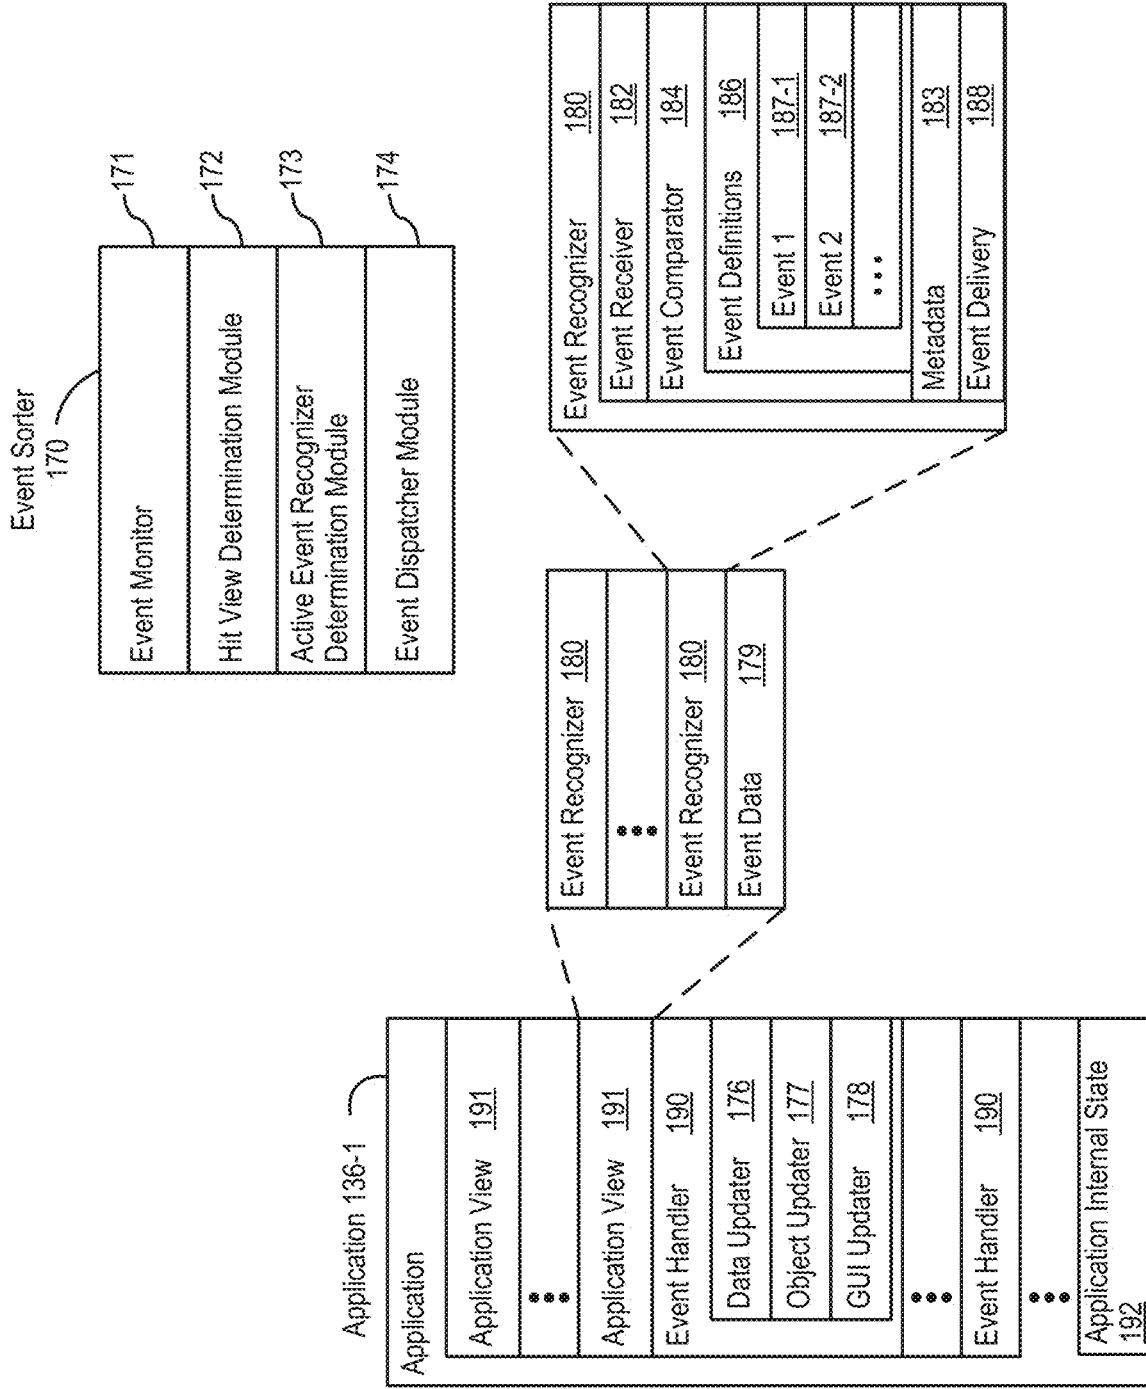 Event Sorter
170
Event Monitor
171
Hit View Determination Module
172
Active Event Recognizer
Determination Module
173
Event Dispatcher Module
174
Application 136-1
Application
Application View 191
Application View 191
Event Handler 190
Data Updater 176
Object Updater 177
GUI Updater 178
Event Handler 190
Application Internal State
192
Event Recognizer 180
Event Recognizer 180
Event Data 179
Event Recognizer 180
Event Receiver 182
Event Comparator 184
Event Definitions 186
Event 1 187-1
Event 2 187-2
Metadata 183
Event Delivery 188